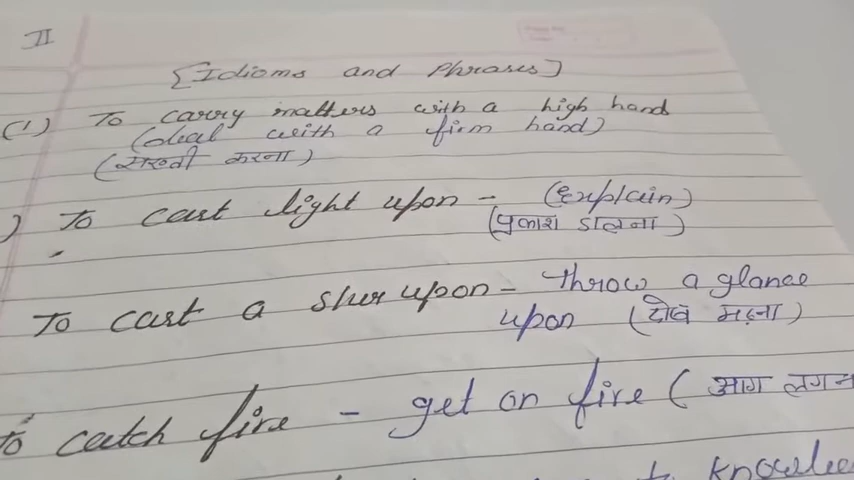 II
[Idioms and Phrases]
(1) To carry matters with a high hand
(deal with a firm hand)
(सख्ती करना)
) To cast light upon - (Explain)
(प्रकाश डालना)
To cast a slur upon - Throw a glance
upon (दोष मढ़ना)
To catch fire - get on fire ( आग लगन
to knowle